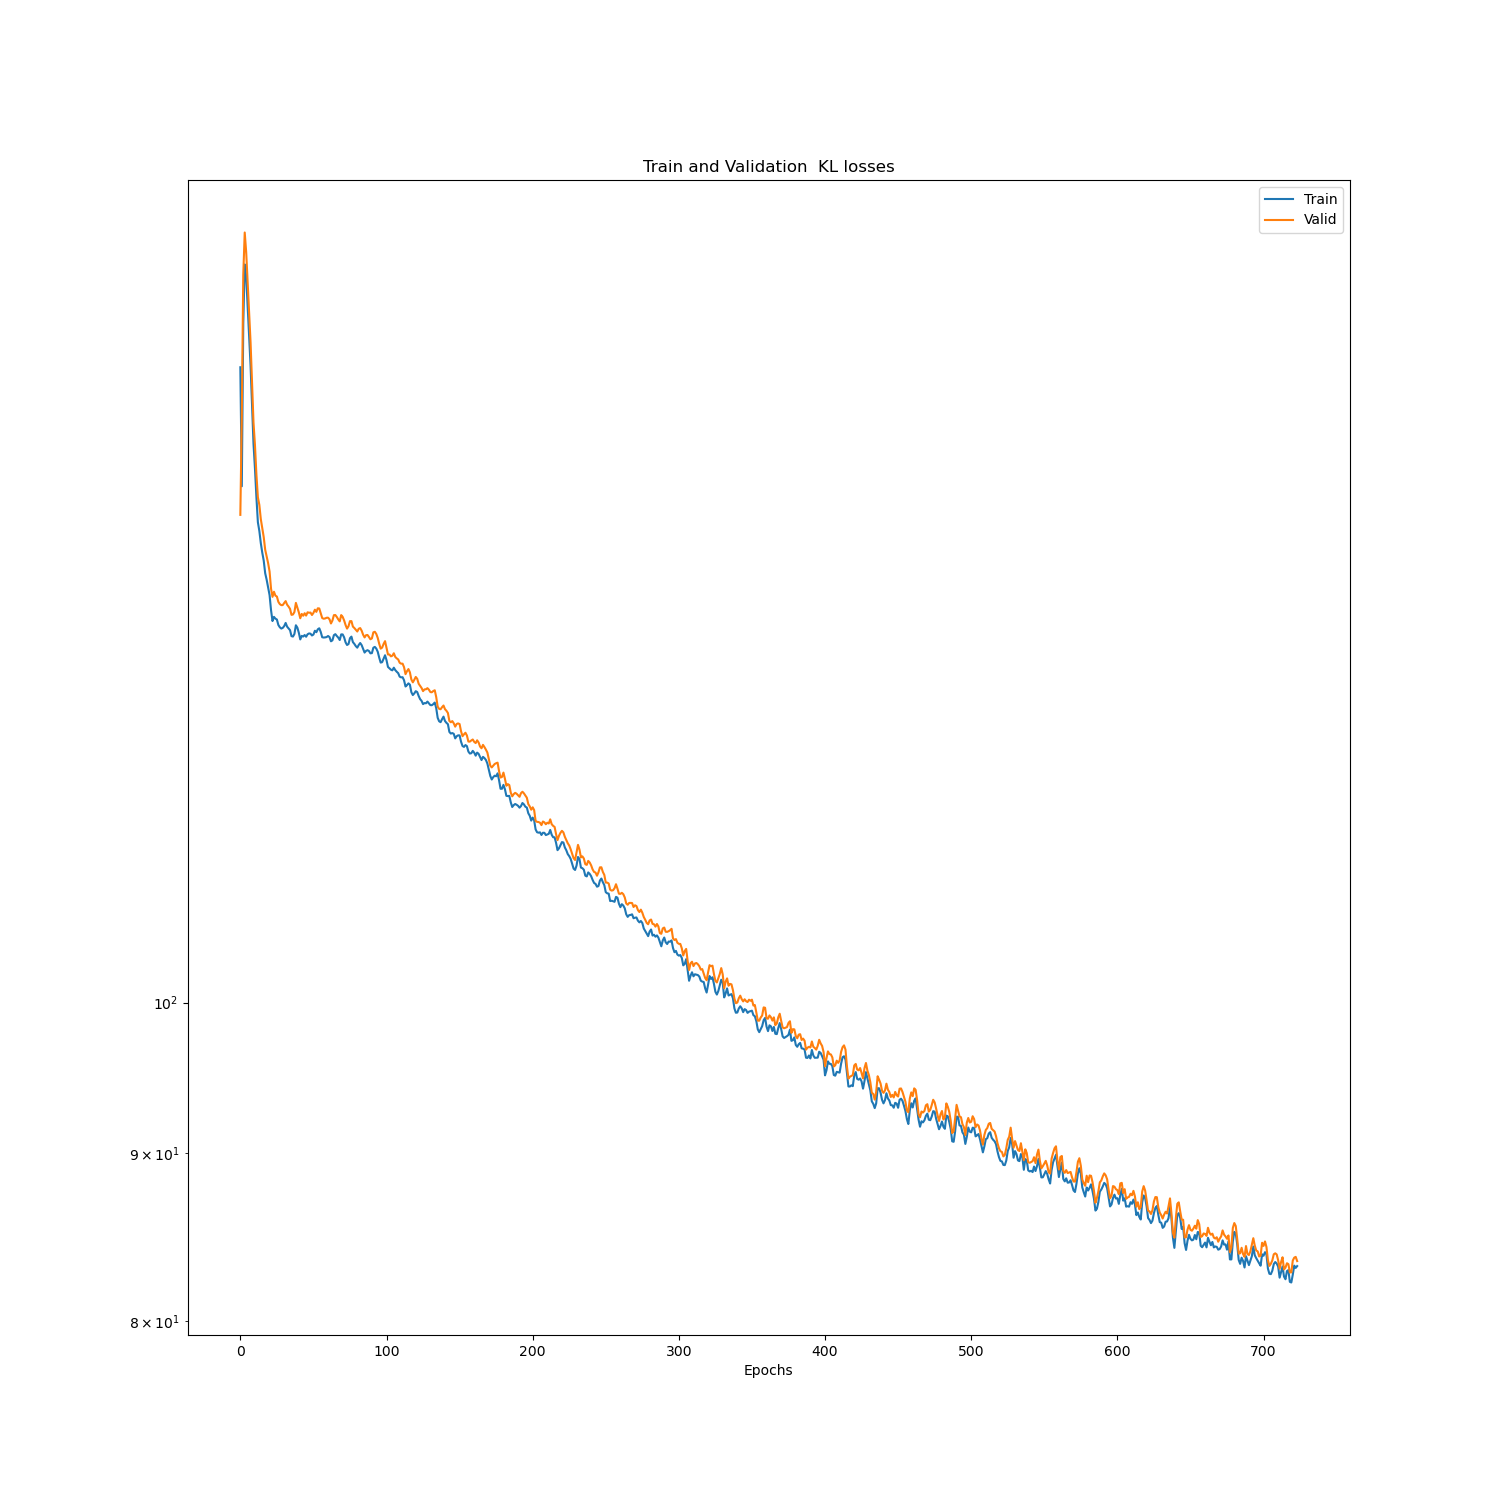 Train and Validation  KL losses
Train
Valid
10²
9 × 10¹
8 × 10¹
0 100 200 300 400 500 600 700
Epochs